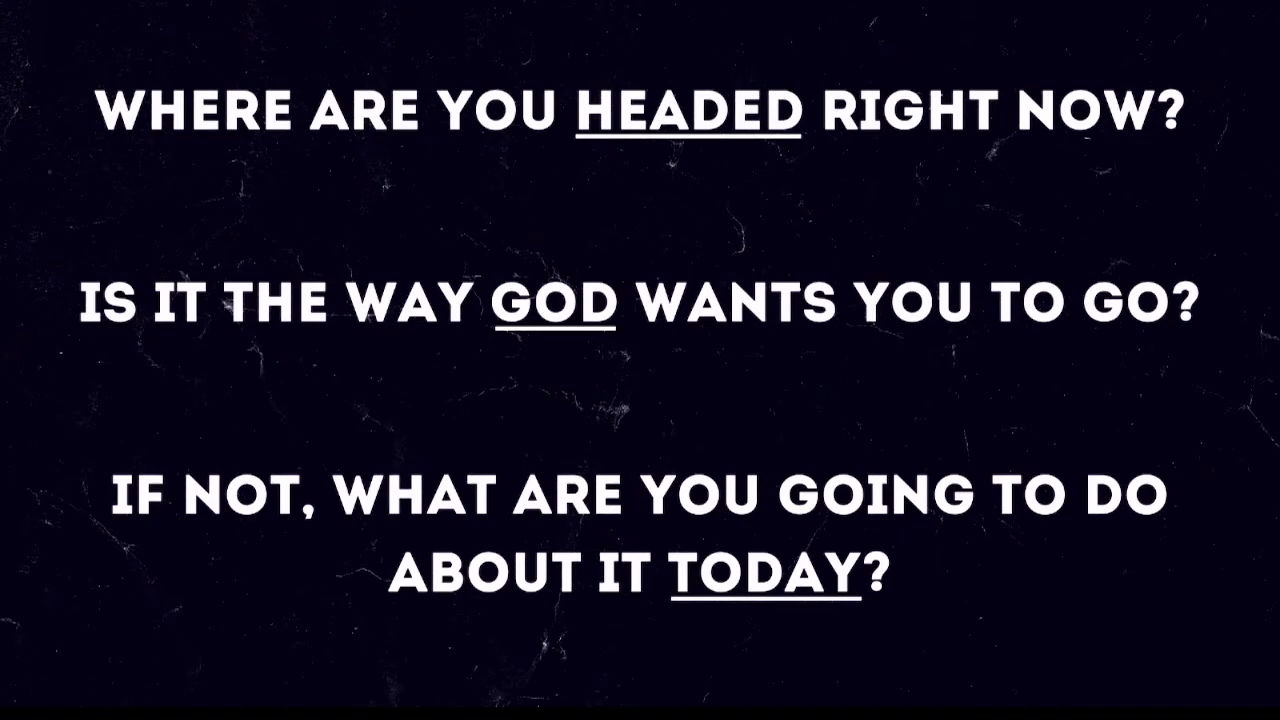 WHERE ARE YOU HEADED RIGHT NOW?
IS IT THE WAY GOD WANTS YOU TO GO?
IF NOT, WHAT ARE YOU GOING TO DO
ABOUT IT TODAY?